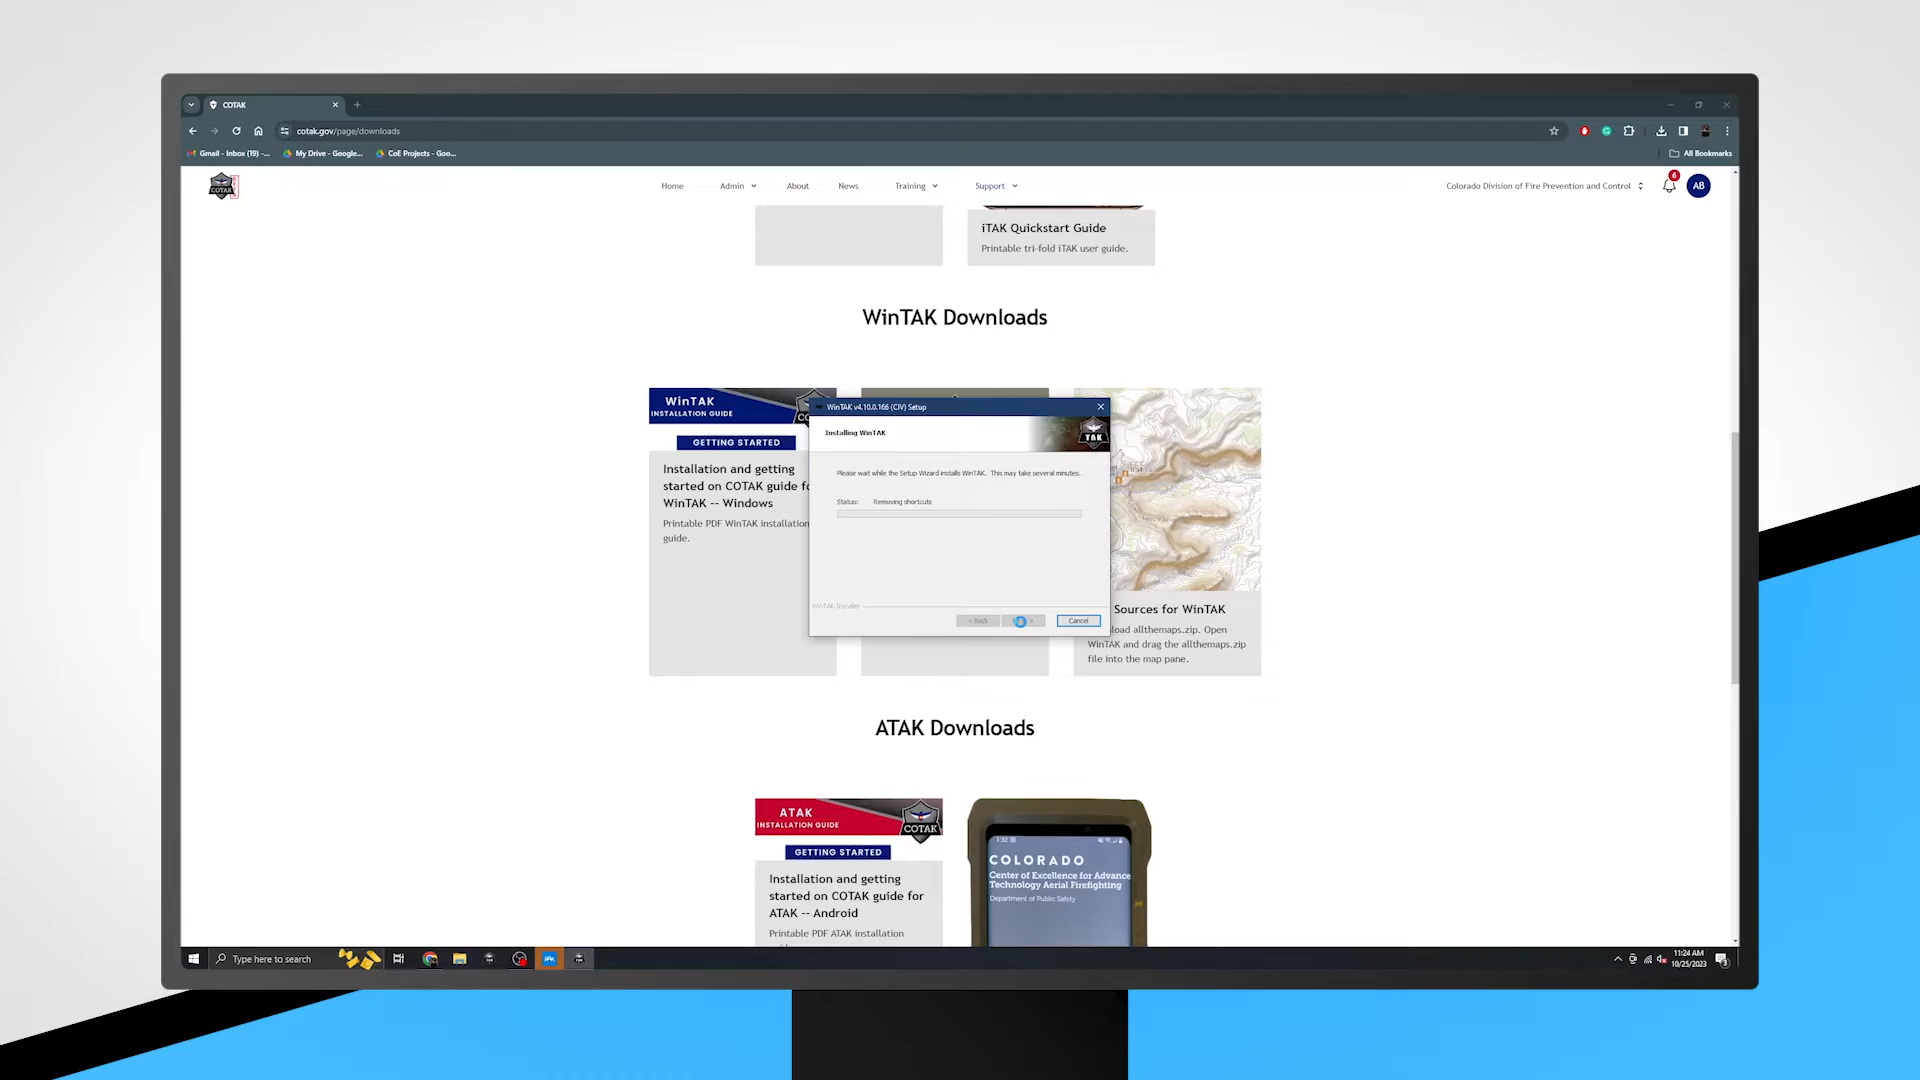 COTAK
cotak.gov/page/downloads
Gmail - Inbox (19) -...
My Drive - Google...
CoE Projects - Goo...
All Bookmarks
COTAK
Home
Admin
About
News
Training
Support
Colorado Division of Fire Prevention and Control
6
AB
iTAK Quickstart Guide
Printable tri-fold iTAK user guide.
WinTAK Downloads
WinTAK
INSTALLATION GUIDE
CO
GETTING STARTED
Installation and getting
started on COTAK guide fo
WinTAK -- Windows
Printable PDF WinTAK installation
guide.
WinTAK v4.10.0.166 (CIV) Setup
Installing WinTAK
TAK
Please wait while the Setup Wizard installs WinTAK. This may take several minutes.
Status:
Removing shortcuts
WinTAK Installer
< Back
Cancel
Sources for WinTAK
load allthemaps.zip. Open
WinTAK and drag the allthemaps.zip
file into the map pane.
ATAK Downloads
ATAK
INSTALLATION GUIDE
COTAK
GETTING STARTED
Installation and getting
started on COTAK guide for
ATAK -- Android
Printable PDF ATAK installation
1:32
COLORADO
Center of Excellence for Advance
Technology Aerial Firefighting
Department of Public Safety
Type here to search
11:24 AM
10/25/2023
3